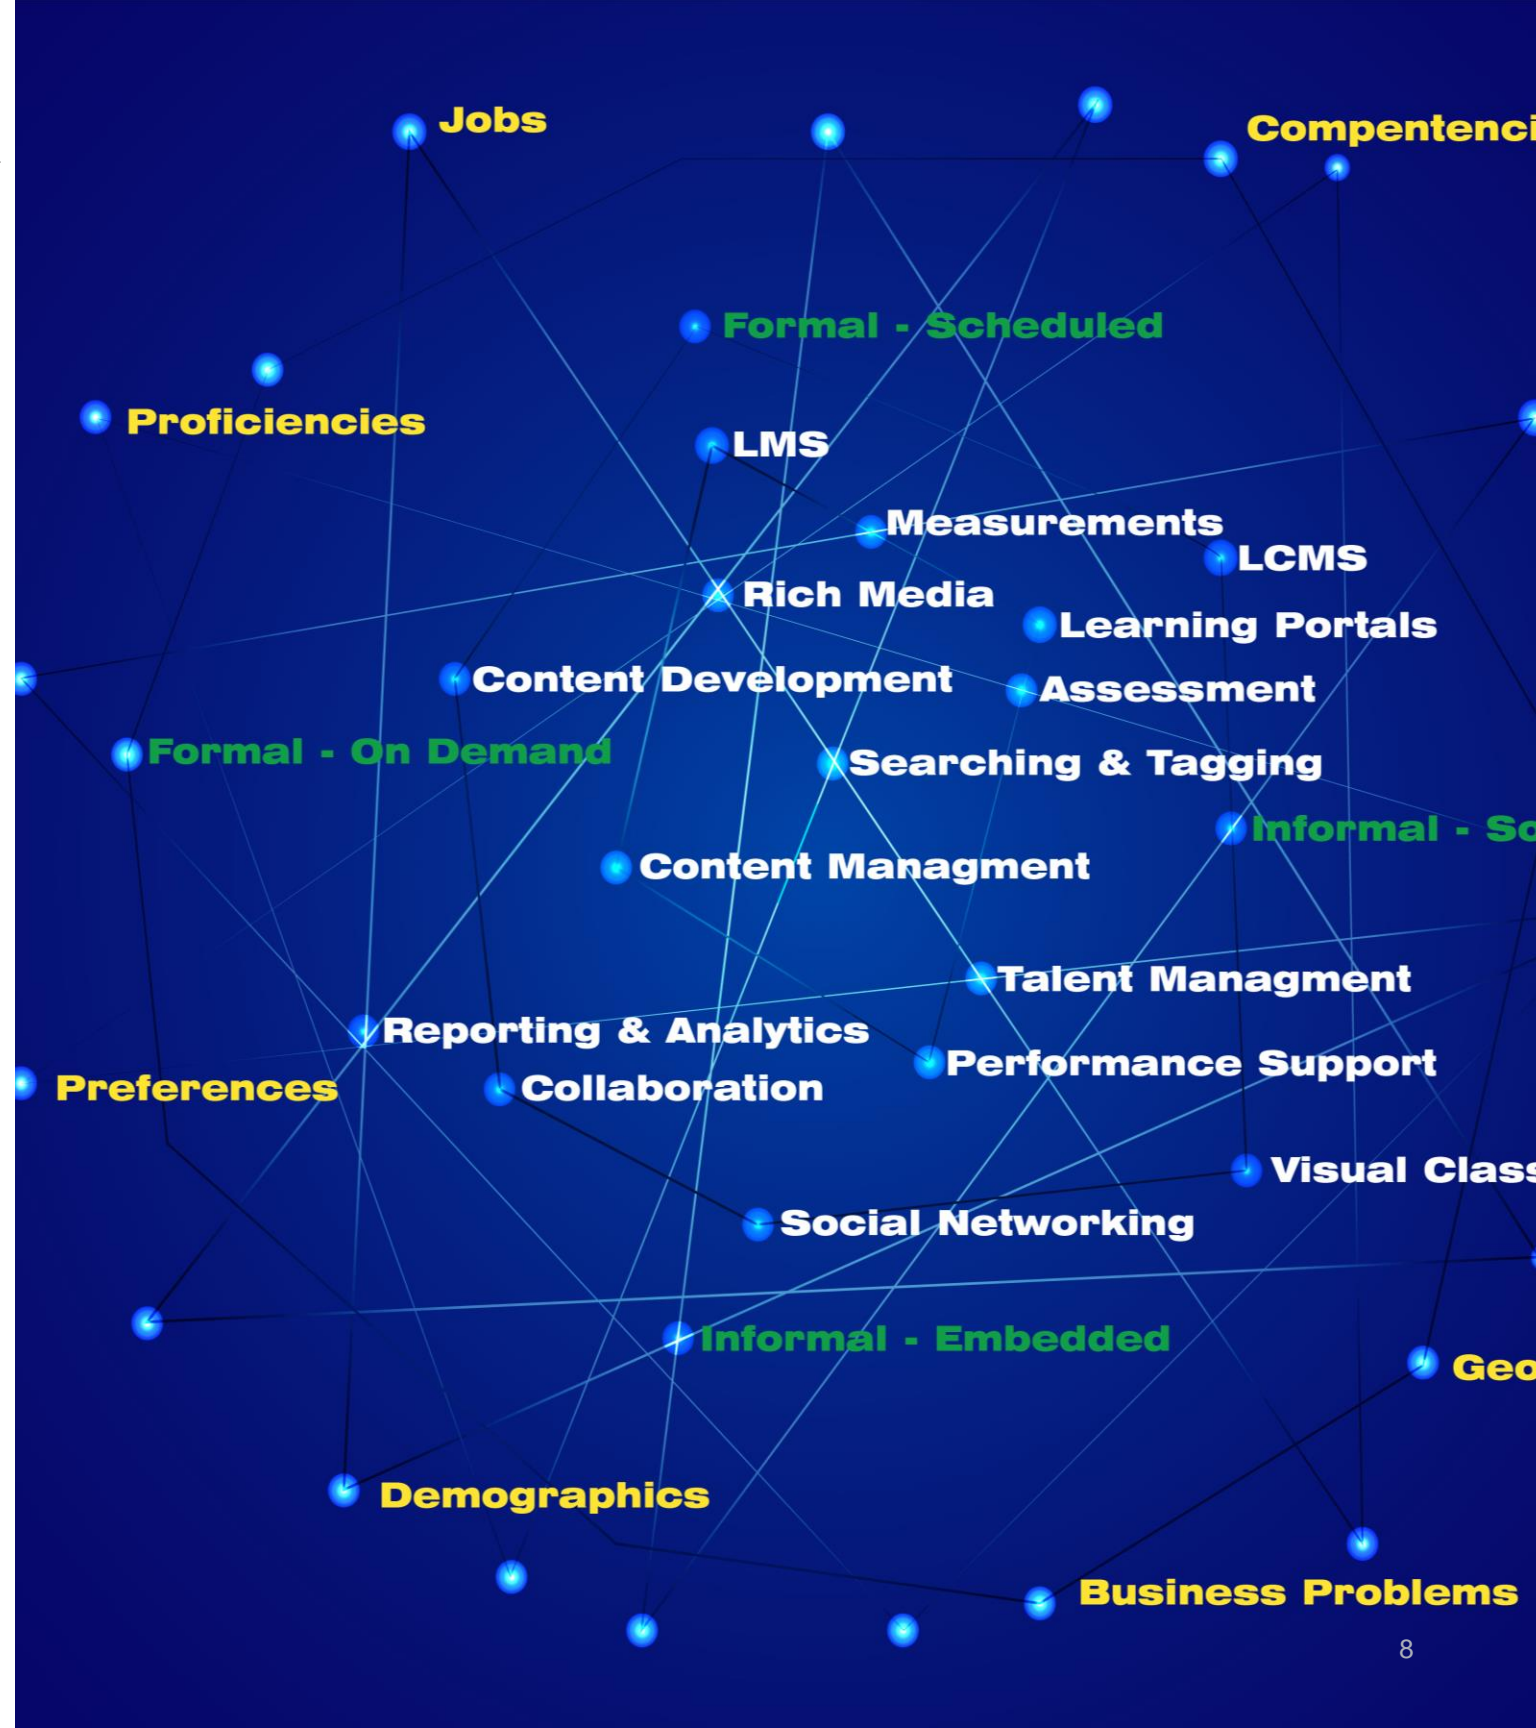 Jobs
Compentenci
Formal - Scheduled
Proficiencies
LMS
Measurements
LCMS
Rich Media
Learning Portals
Content Development
Assessment
Formal - On Demand
Searching & Tagging
Informal - So
Content Managment
Talent Managment
Reporting & Analytics
Performance Support
Preferences
Collaboration
Visual Class
Social Networking
Informal - Embedded
Geo
Demographics
Business Problems
8